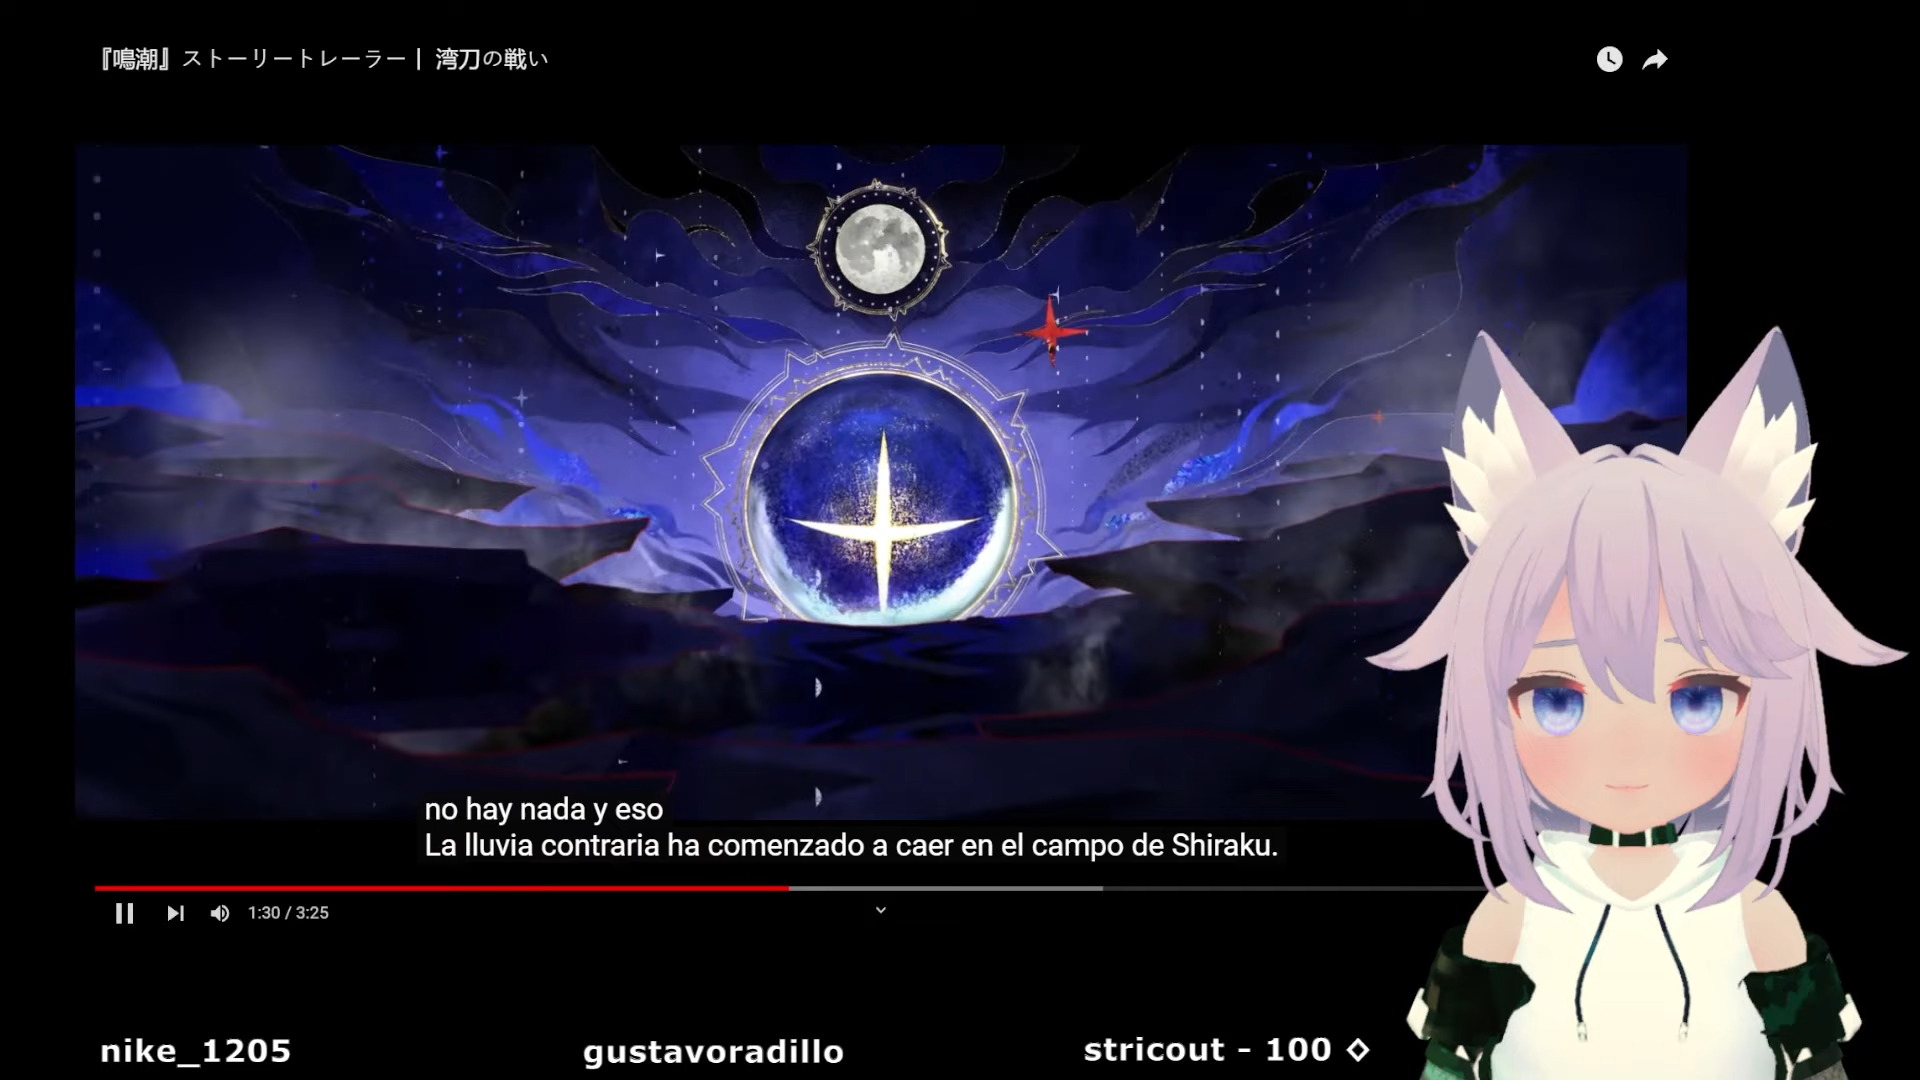 『鳴潮』ストーリートレーラー | 湾刀の戦い
no hay nada y eso
La lluvia contraria ha comenzado a caer en el campo de Shiraku.
1:30 / 3:25
nike_1205
gustavoradillo
stricout - 100